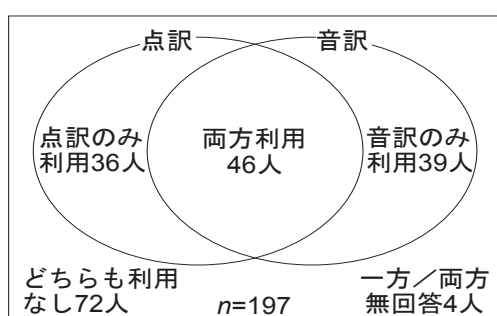 点訳
音訳
点訳のみ
利用36人
両方利用
46人
音訳のみ
利用39人
どちらも利用
なし72人
n=197
一方／両方
無回答4人